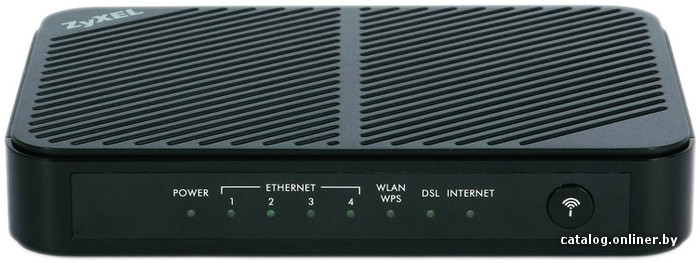 ZyXEL
POWER
ETHERNET
1 2 3 4
WLAN
WPS
DSL
INTERNET
catalog.onliner.by